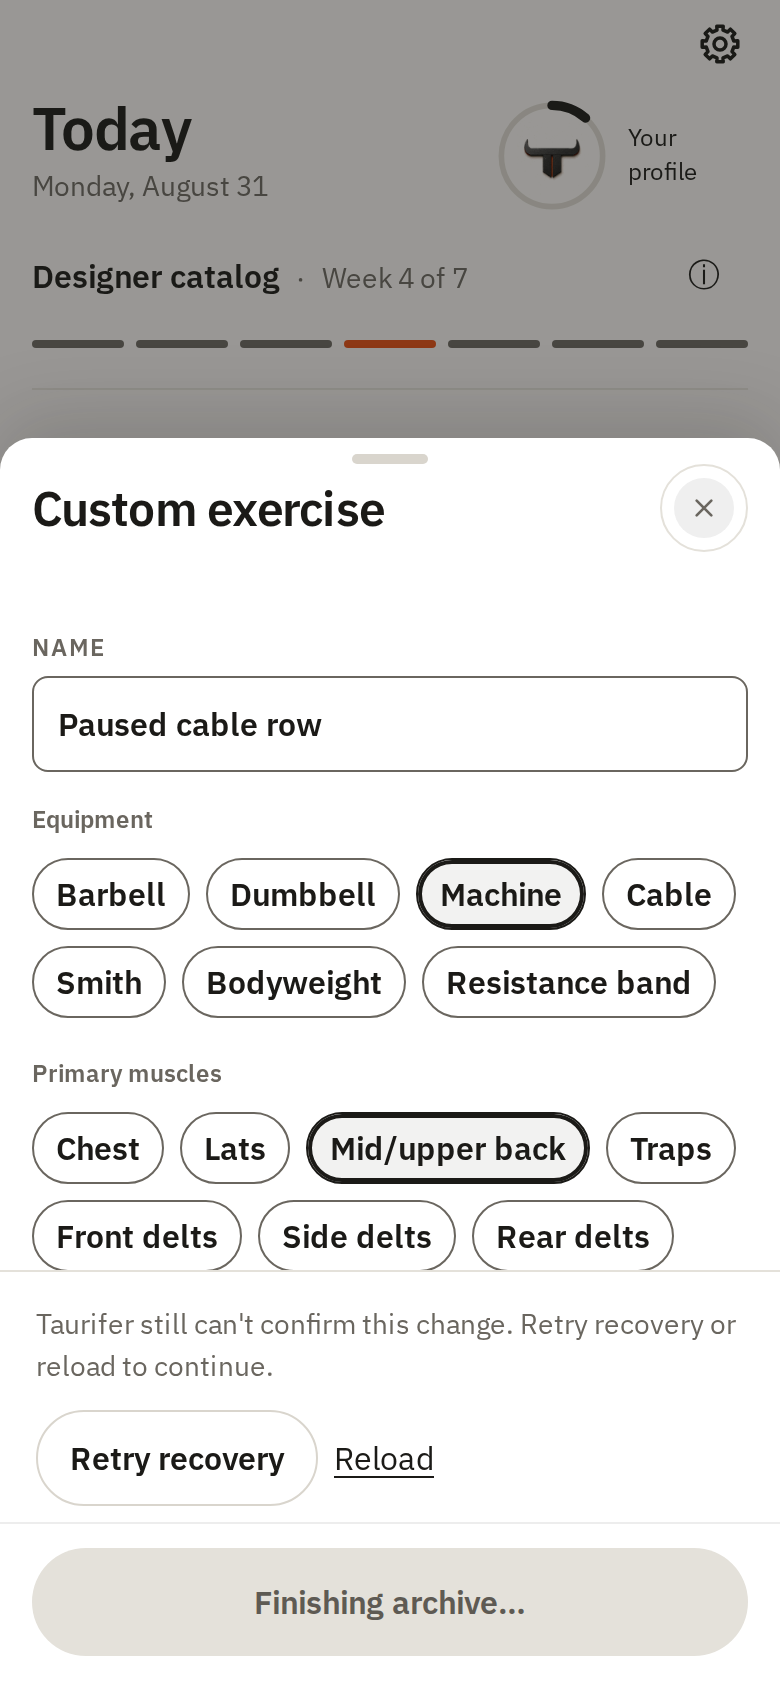 Today
Monday, August 31
Your
profile
Designer catalog · Week 4 of 7
Custom exercise
NAME
Paused cable row
Equipment
Barbell Dumbbell Machine Cable
Smith Bodyweight Resistance band
Primary muscles
Chest Lats Mid/upper back Traps
Front delts Side delts Rear delts
Taurifer still can't confirm this change. Retry recovery or
reload to continue.
Retry recovery Reload
Finishing archive...